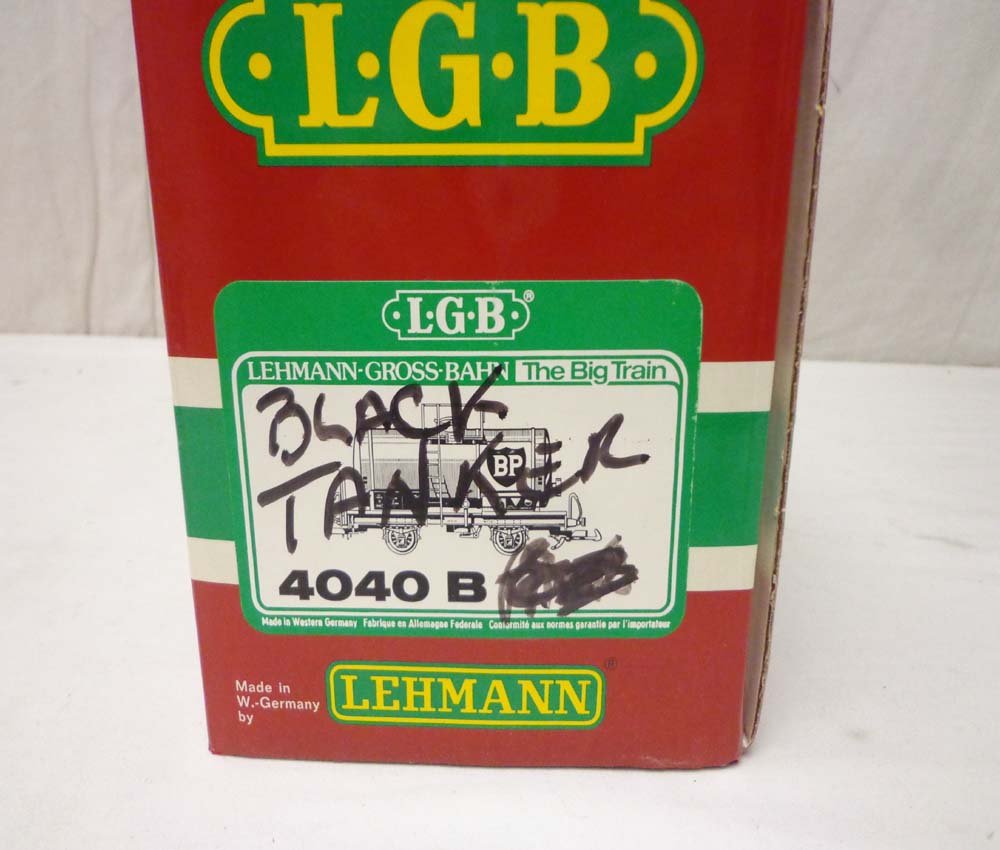 L·G·B
L·G·B®
LEHMANN·GROSS·BAHN The Big Train
BLACK
TANKER
BP
4040 B
Made in Western Germany Fabrique en Allemagne Federale Conformité aux normes garantie par l'importateur
Made in
W.-Germany
by
LEHMANN®